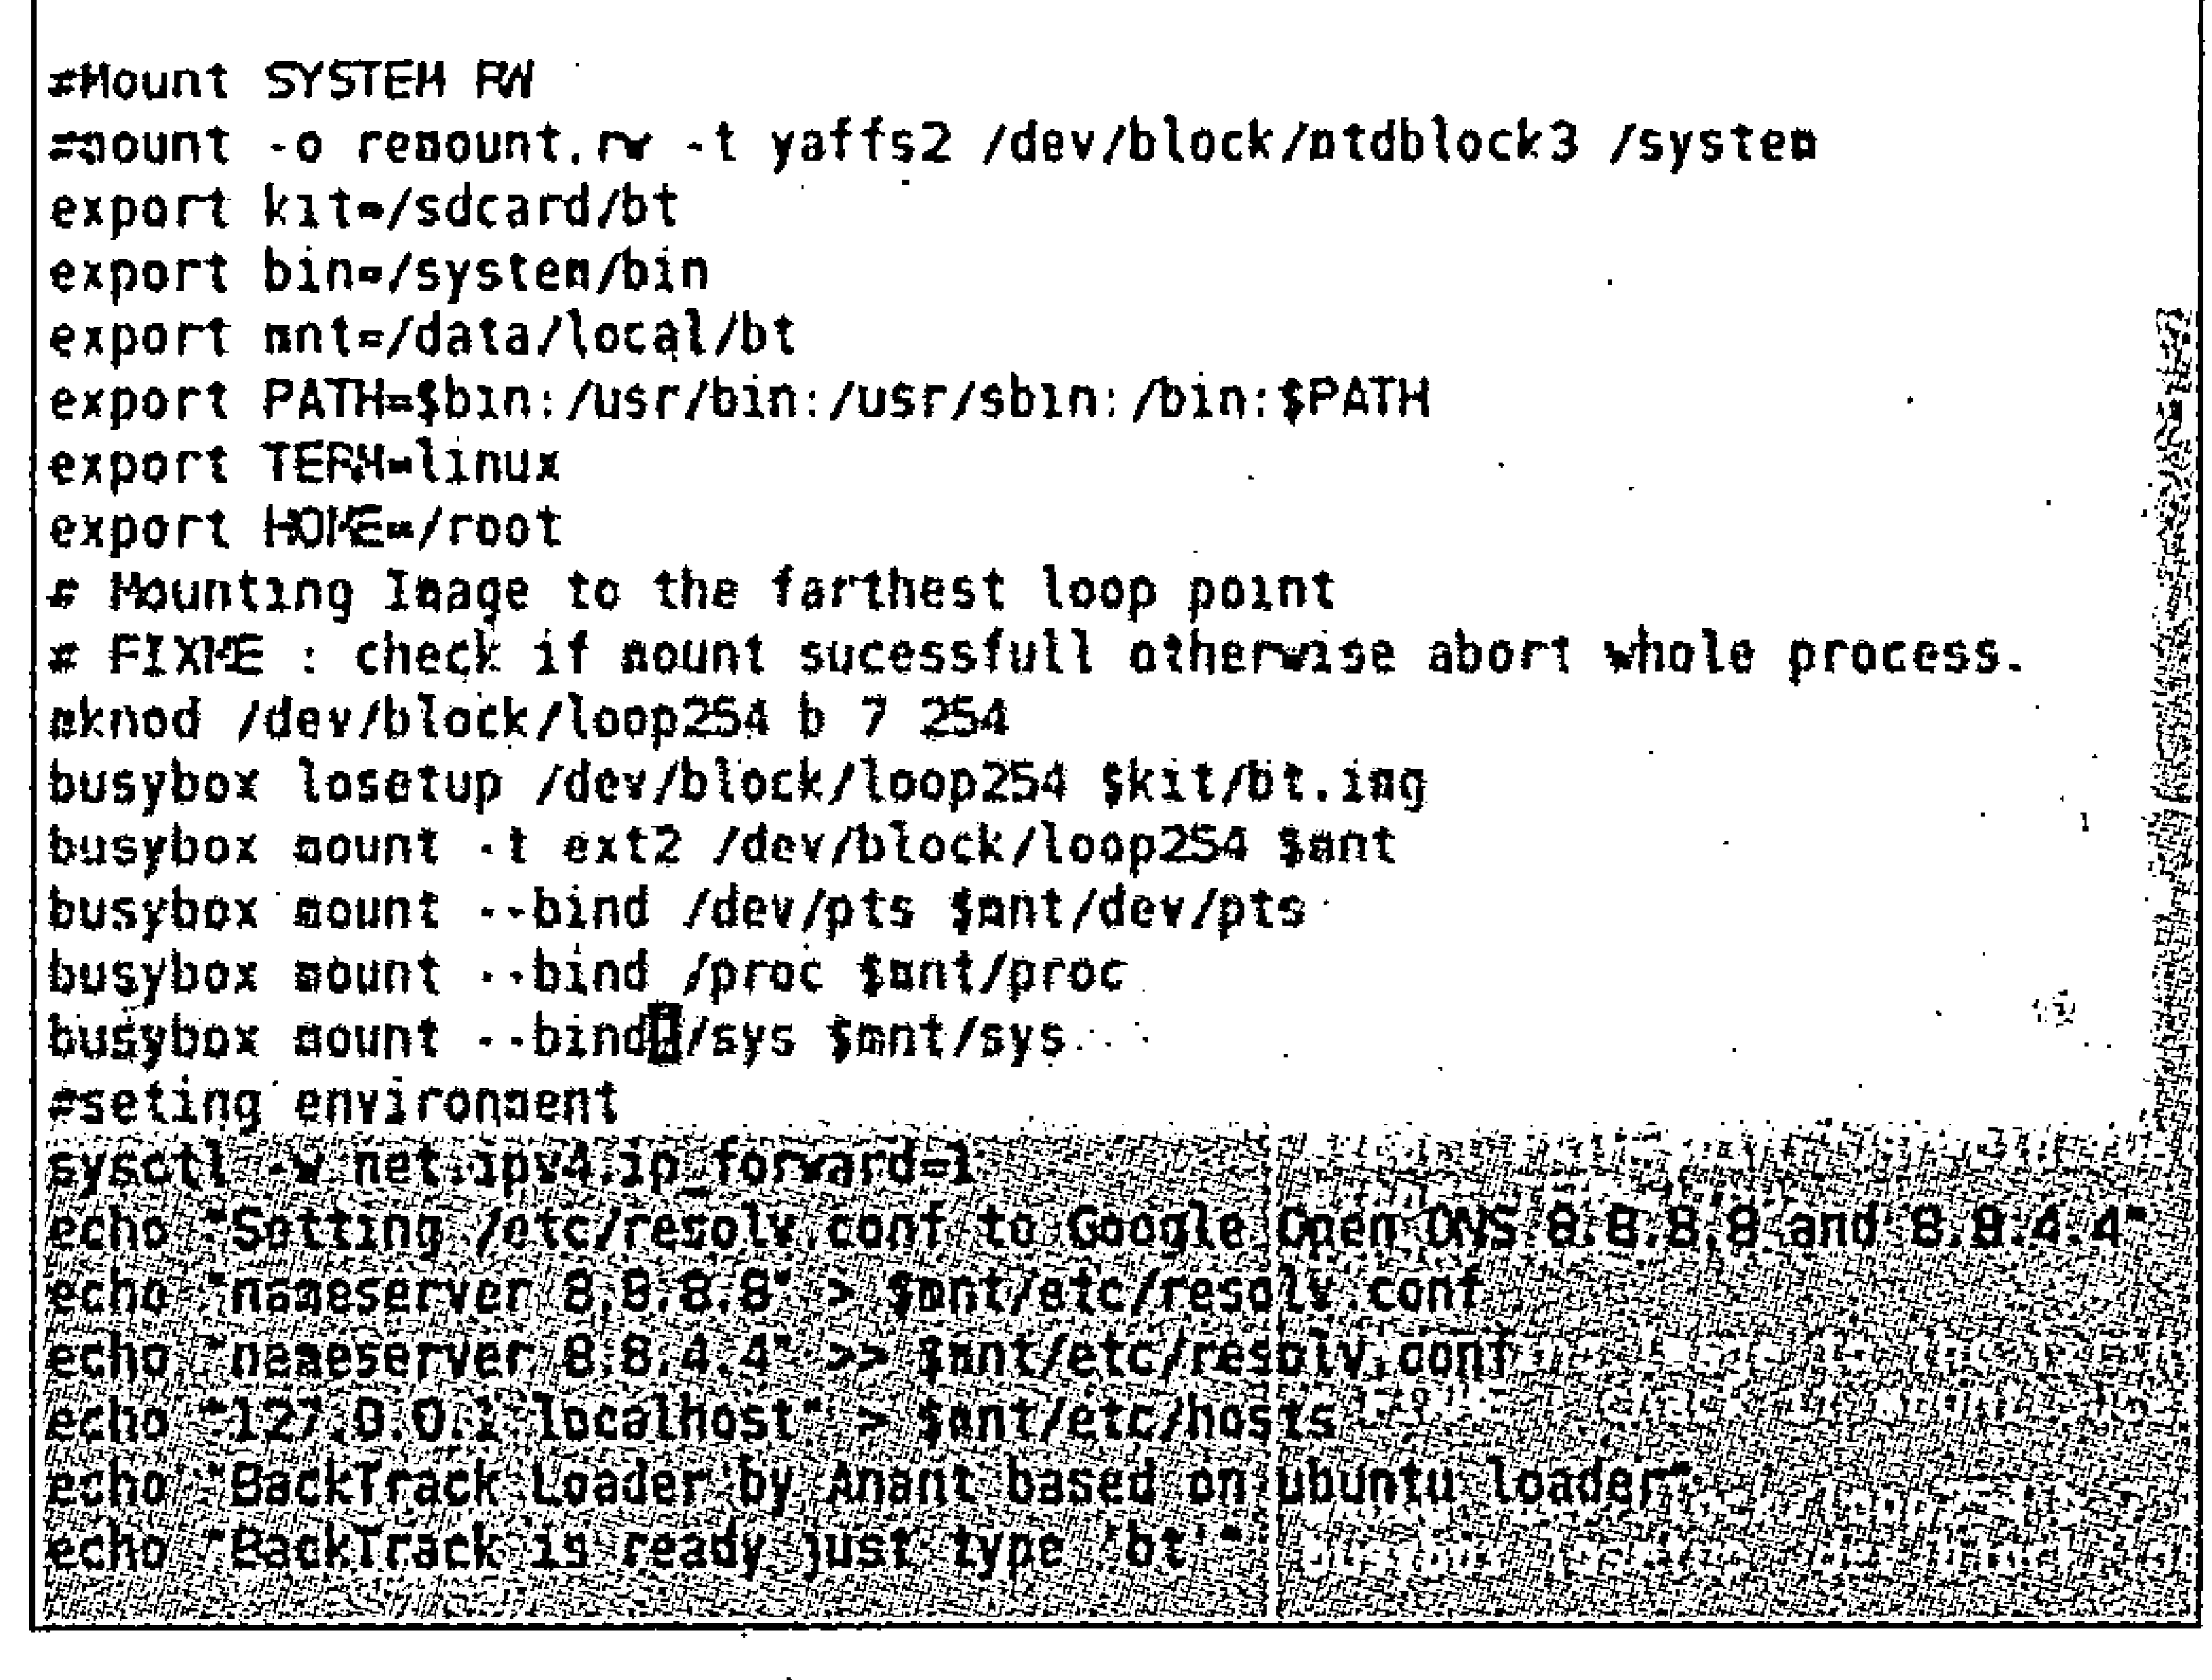 #Mount SYSTEM RW
#mount -o remount,rw -t yaffs2 /dev/block/mtdblock3 /system
export kit=/sdcard/bt
export bin=/system/bin
export mnt=/data/local/bt
export PATH=$bin:/usr/bin:/usr/sbin:/bin:$PATH
export TERM=linux
export HOME=/root
# Mounting Image to the farthest loop point
# FIXME : check if mount sucessfull otherwise abort whole process.
mknod /dev/block/loop254 b 7 254
busybox losetup /dev/block/loop254 $kit/bt.img
busybox mount -t ext2 /dev/block/loop254 $mnt
busybox mount --bind /dev/pts $mnt/dev/pts
busybox mount --bind /proc $mnt/proc
busybox mount --bind /sys $mnt/sys
#seting environment
sysctl -w net.ipv4.ip_forward=1
echo "Setting /etc/resolv.conf to Google Open DNS 8.8.8.8 and 8.8.4.4"
echo "nameserver 8.8.8.8" > $mnt/etc/resolv.conf
echo "nameserver 8.8.4.4" >> $mnt/etc/resolv.conf
echo "127.0.0.1 localhost" > $mnt/etc/hosts
echo "BackTrack Loader by Anant based on ubuntu loader"
echo "BackTrack is ready just type 'bt'"